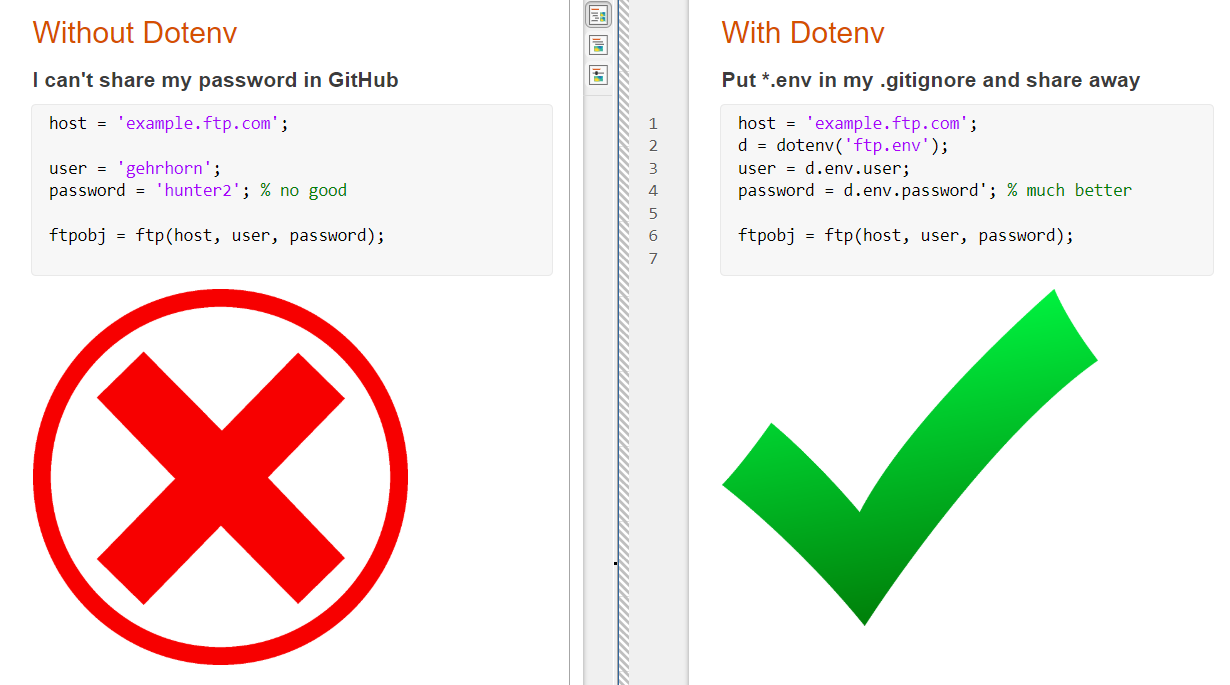 Without Dotenv
I can't share my password in GitHub
host = 'example.ftp.com';
user = 'gehrhorn';
password = 'hunter2'; % no good
ftpobj = ftp(host, user, password);
With Dotenv
Put *.env in my .gitignore and share away
1 host = 'example.ftp.com';
2 d = dotenv('ftp.env');
3 user = d.env.user;
4 password = d.env.password'; % much better
5
6 ftpobj = ftp(host, user, password);
7